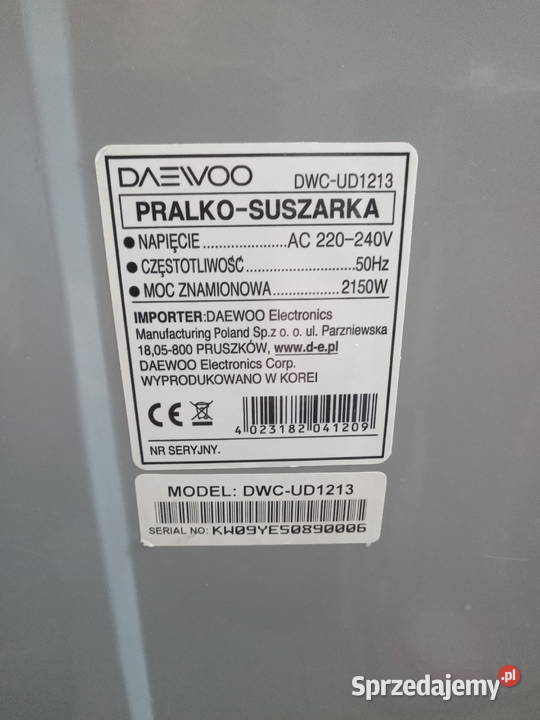 DAEWOO DWC-UD1213
PRALKO-SUSZARKA
● NAPIĘCIE................AC 220-240V
● CZĘSTOTLIWOŚĆ.....................50Hz
● MOC ZNAMIONOWA................2150W
IMPORTER:DAEWOO Electronics
Manufacturing Poland Sp.z o. o. ul. Parzniewska
18,05-800 PRUSZKÓW, www.d-e.pl
DAEWOO Electronics Corp.
WYPRODUKOWANO W KOREI
CE
4 023182 041209
NR SERYJNY.
MODEL: DWC-UD1213
SERIAL NO: KW09YE50890006
Sprzedajemy.pl